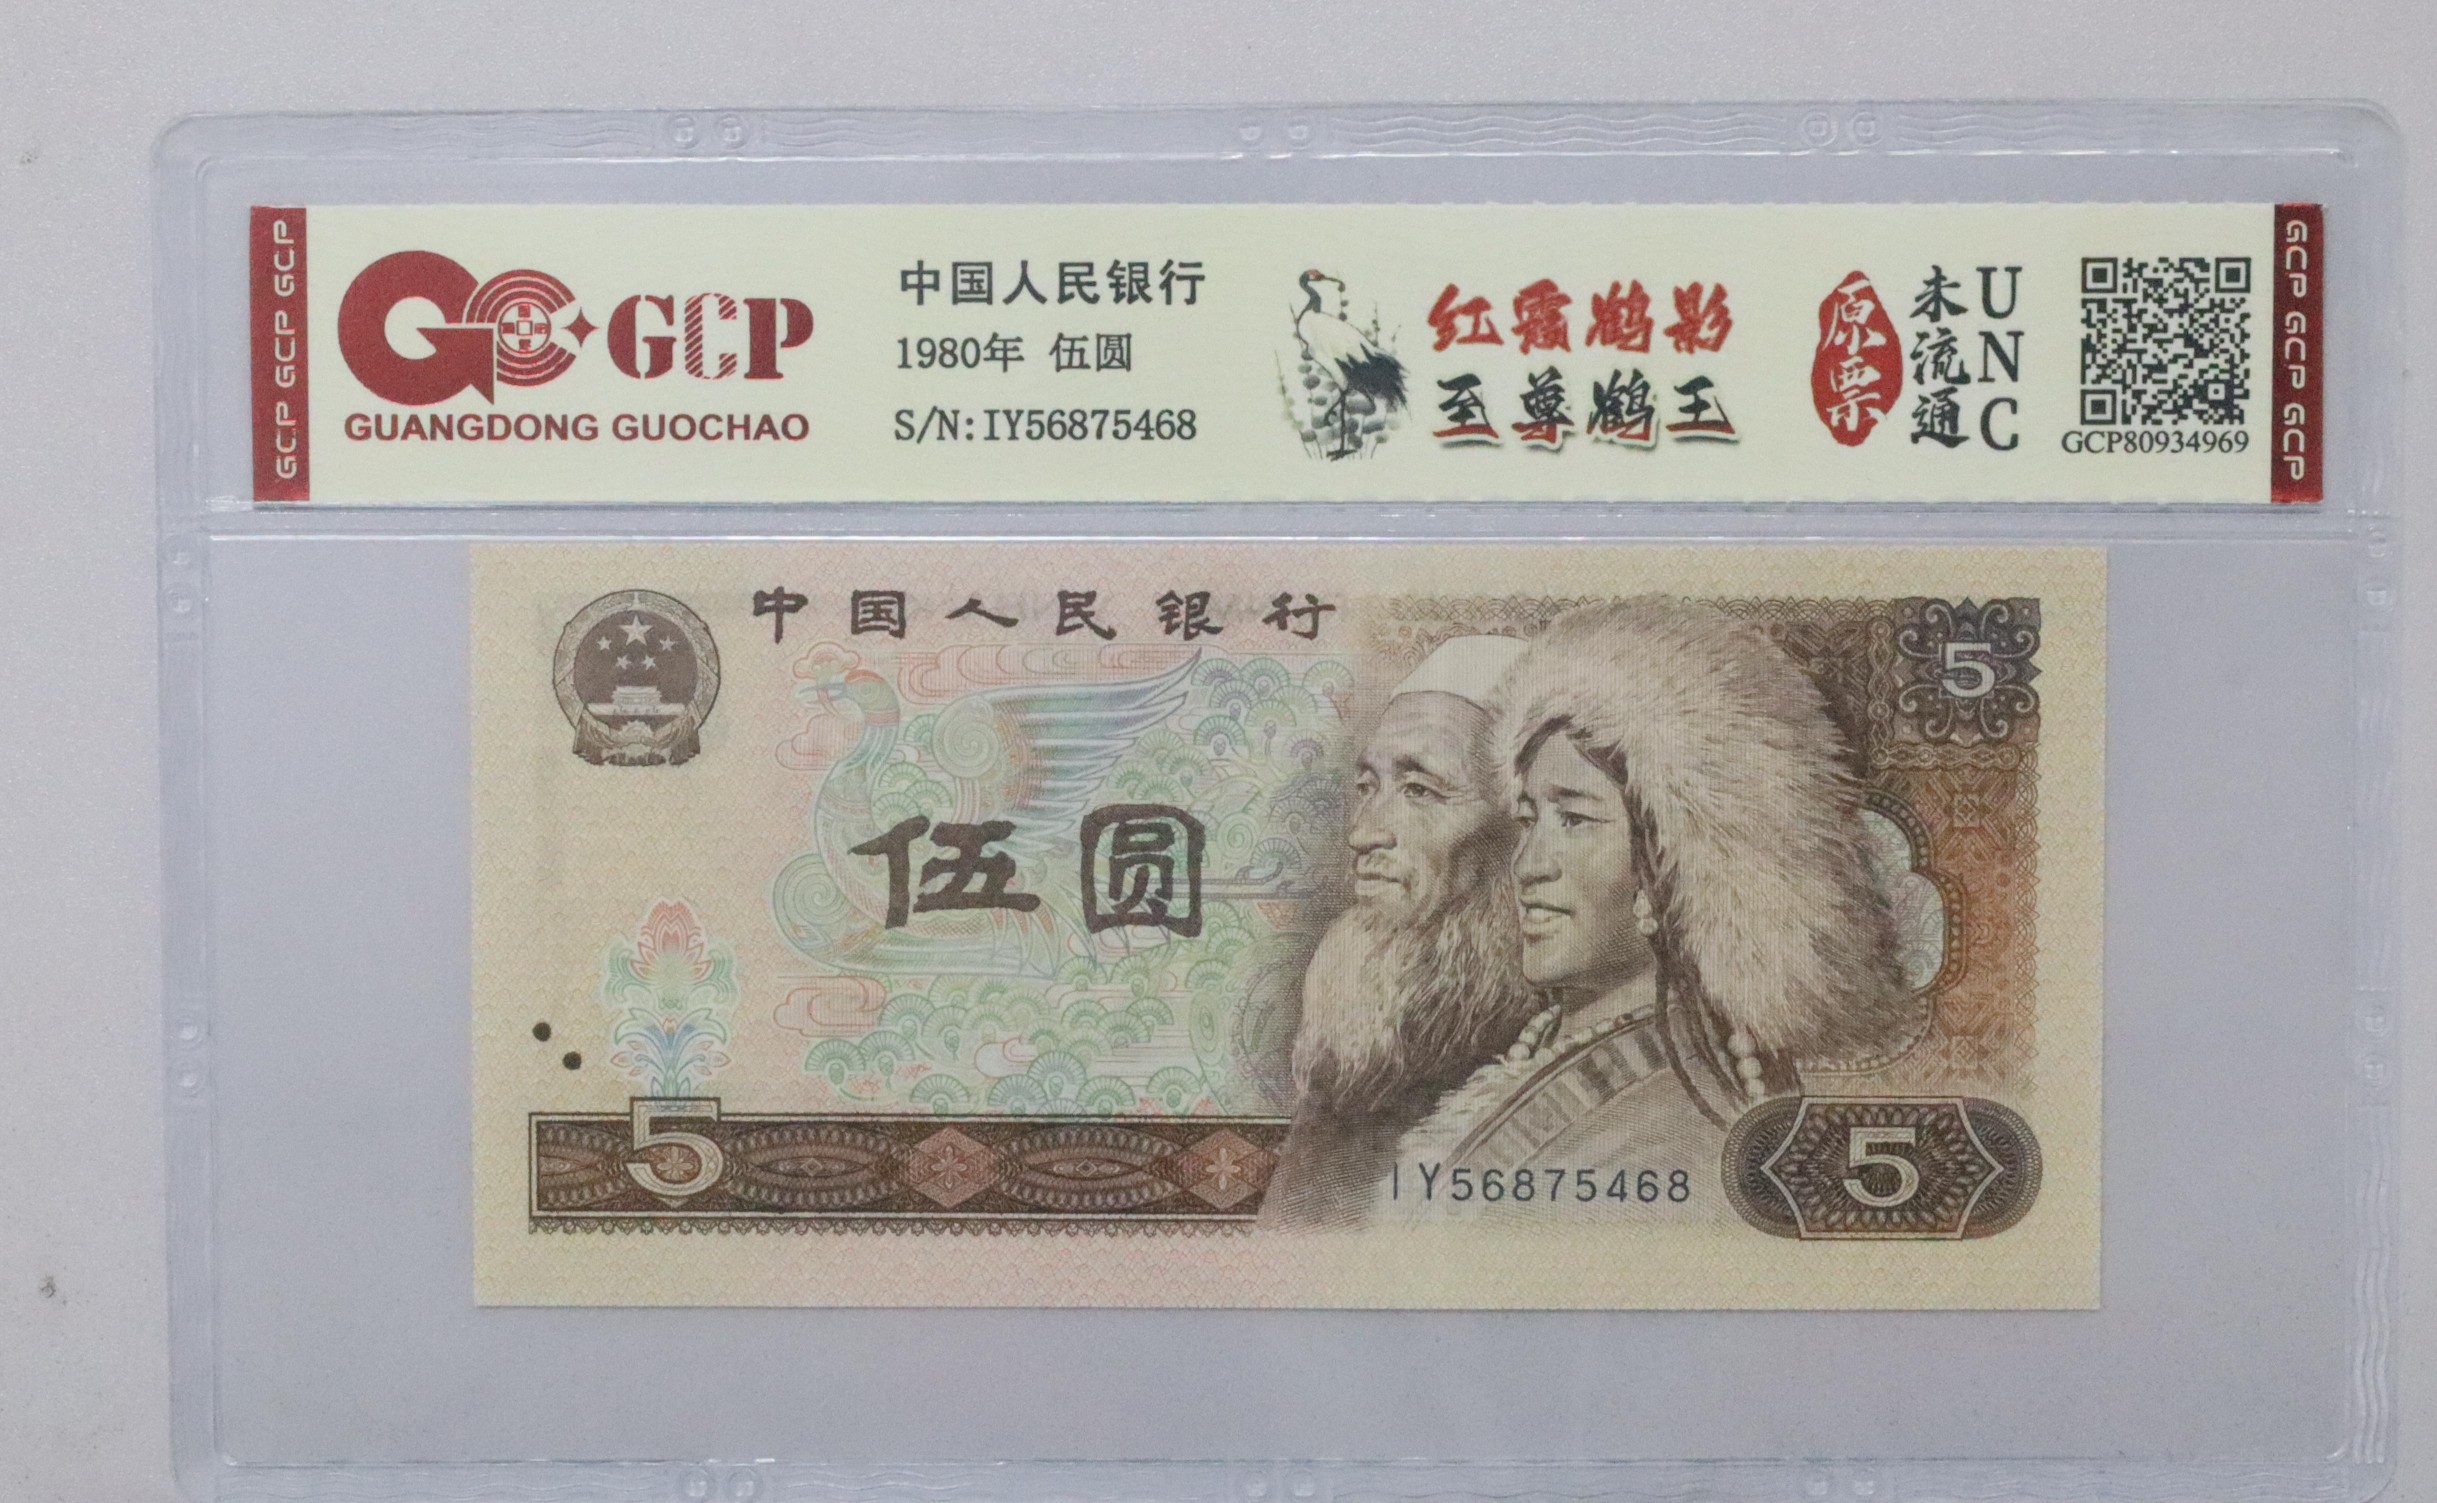 GCP GCP GCP
GCP
GUANGDONG GUOCHAO
中国人民银行
1980年 伍圆
S/N:IY56875468
红霞鹤影
至尊鹤王
原票
未流通
UNC
GCP80934969
GCP GCP GCP
中国人民银行
5
伍圆
5
IY56875468
5